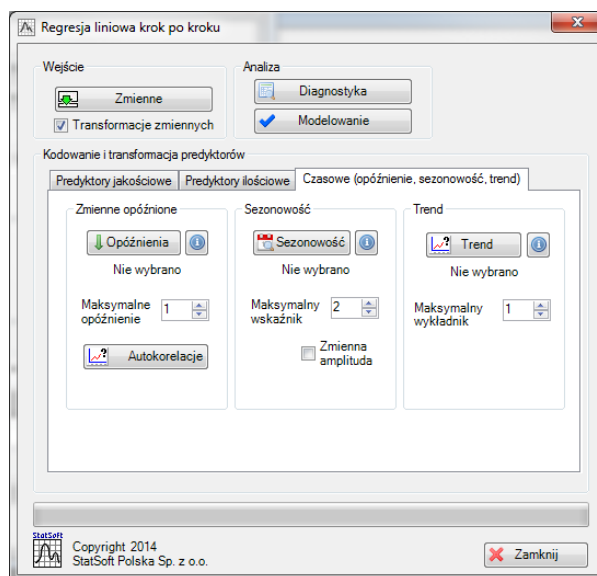 Regresja liniowa krok po kroku
Wejście
Zmienne
Transformacje zmiennych
Analiza
Diagnostyka
Modelowanie
Kodowanie i transformacja predyktorów
Predyktory jakościowe
Predyktory ilościowe
Czasowe (opóźnienie, sezonowość, trend)
Zmienne opóźnione
Opóźnienia
Nie wybrano
Maksymalne
opóźnienie
1
Autokorelacje
Sezonowość
Sezonowość
Nie wybrano
Maksymalny
wskaźnik
2
Zmienna
amplituda
Trend
Trend
Nie wybrano
Maksymalny
wykładnik
1
StatSoft
Copyright 2014
StatSoft Polska Sp. z o.o.
Zamknij